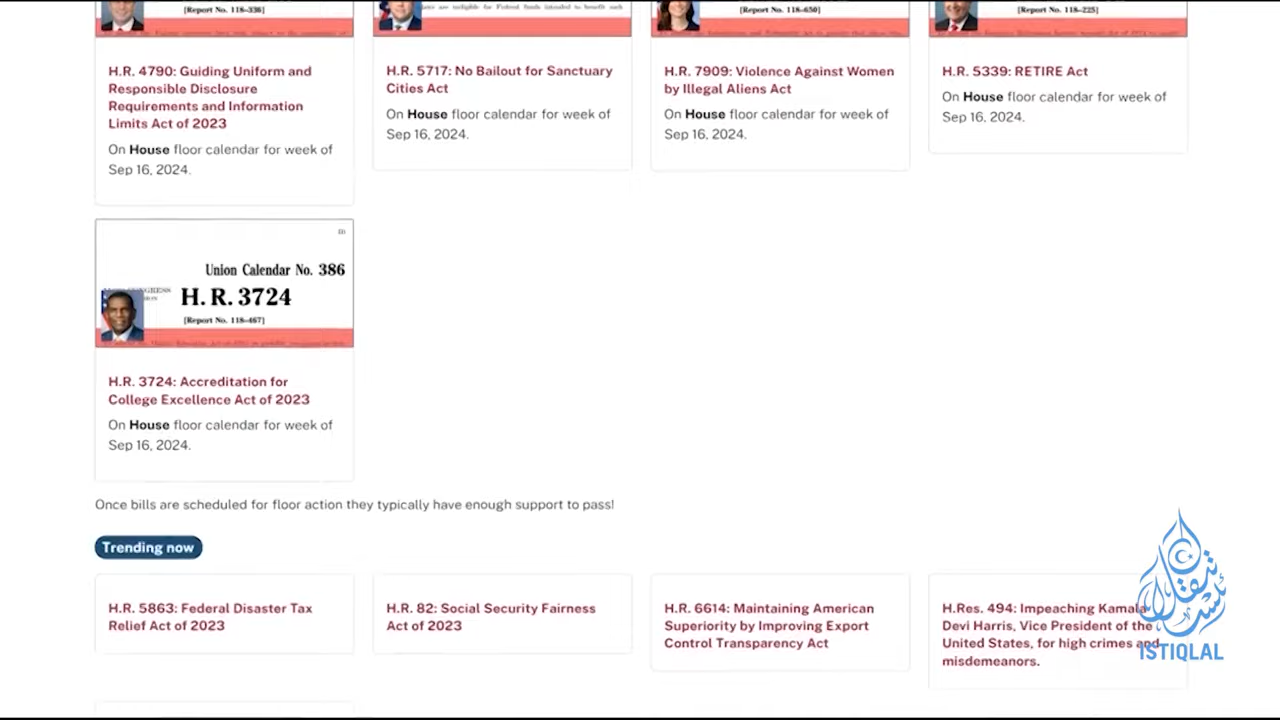 [Report No. 118–336]
[Report No. 118–650]
[Report No. 118–225]
H.R. 4790: Guiding Uniform and
Responsible Disclosure
Requirements and Information
Limits Act of 2023
On House floor calendar for week of
Sep 16, 2024.
H.R. 5717: No Bailout for Sanctuary
Cities Act
On House floor calendar for week of
Sep 16, 2024.
H.R. 7909: Violence Against Women
by Illegal Aliens Act
On House floor calendar for week of
Sep 16, 2024.
H.R. 5339: RETIRE Act
On House floor calendar for week of
Sep 16, 2024.
Union Calendar No. 386
H. R. 3724
[Report No. 118–467]
H.R. 3724: Accreditation for
College Excellence Act of 2023
On House floor calendar for week of
Sep 16, 2024.
Once bills are scheduled for floor action they typically have enough support to pass!
Trending now
H.R. 5863: Federal Disaster Tax
Relief Act of 2023
H.R. 82: Social Security Fairness
Act of 2023
H.R. 6614: Maintaining American
Superiority by Improving Export
Control Transparency Act
H.Res. 494: Impeaching Kamala
Devi Harris, Vice President of the
United States, for high crimes and
misdemeanors.
ISTIQLAL